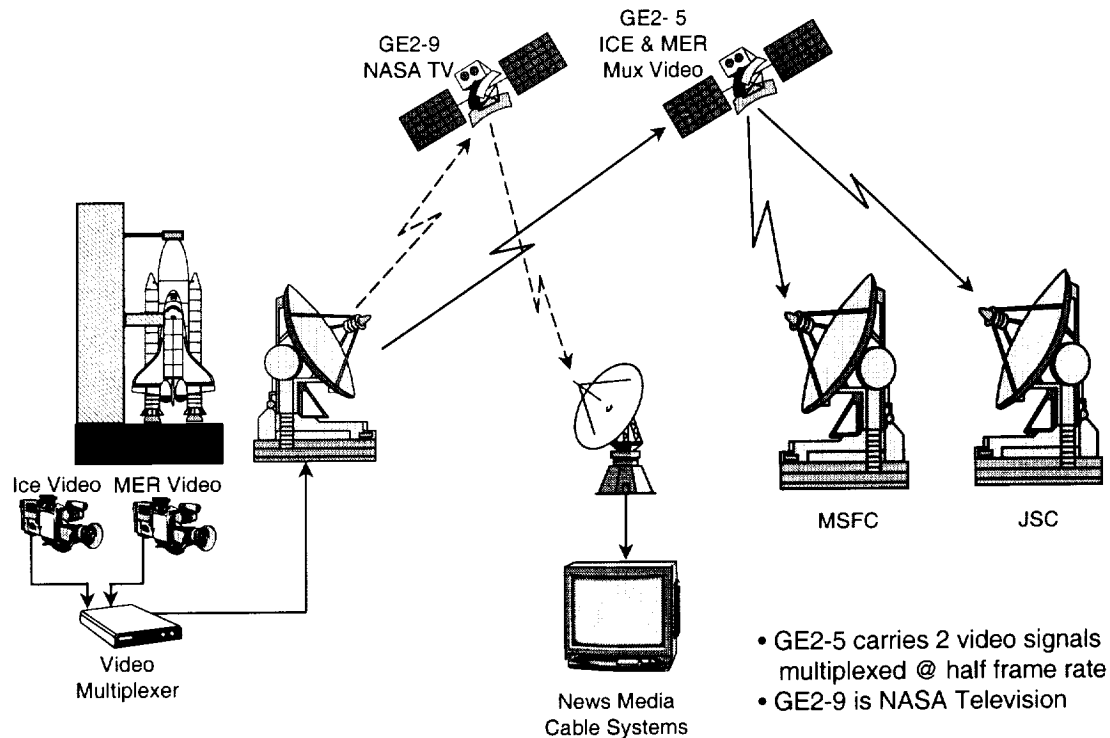 GE2-9
NASA TV
GE2- 5
ICE & MER
Mux Video
Ice Video
MER Video
Video
Multiplexer
News Media
Cable Systems
MSFC
JSC
• GE2-5 carries 2 video signals
multiplexed @ half frame rate
• GE2-9 is NASA Television